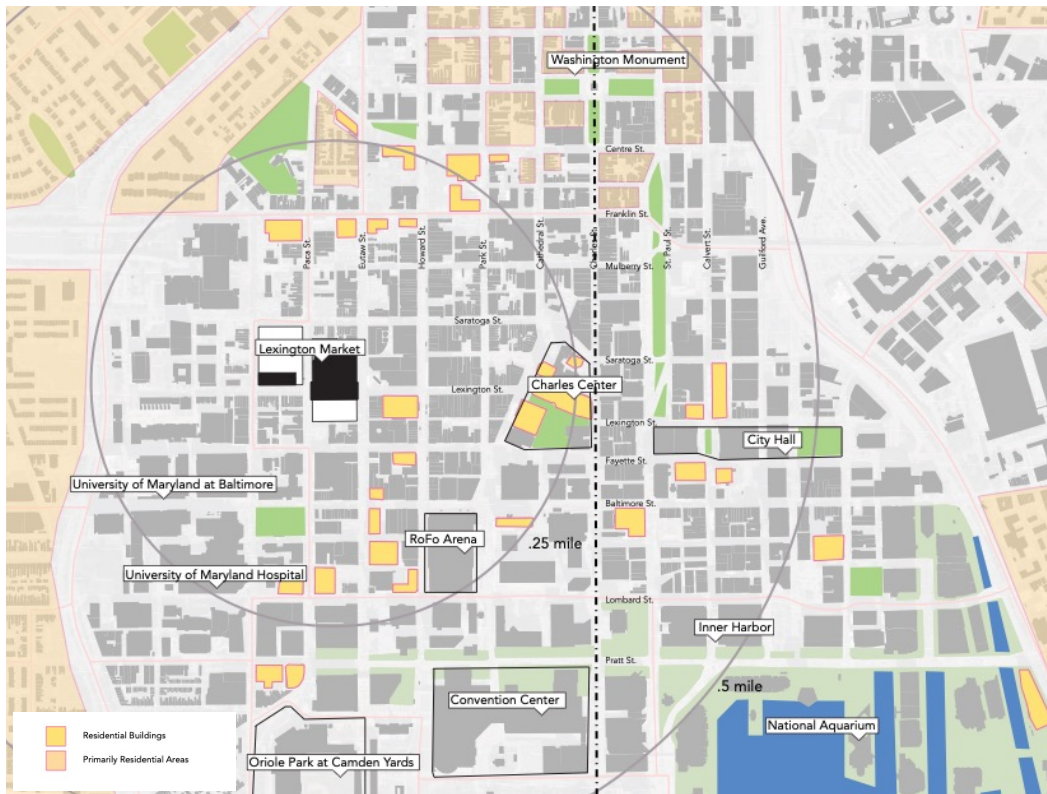 Washington Monument
Centre St.
Franklin St.
Paca St.
Eutaw St.
Howard St.
Park St.
Cathedral St.
Charles St.
St. Paul St.
Calvert St.
Guilford Ave.
Mulberry St.
Saratoga St.
Lexington Market
Saratoga St.
Lexington St.
Charles Center
Lexington St.
City Hall
Fayette St.
University of Maryland at Baltimore
Baltimore St.
RoFo Arena
.25 mile
University of Maryland Hospital
Lombard St.
Inner Harbor
Pratt St.
.5 mile
Convention Center
National Aquarium
Residential Buildings
Primarily Residential Areas
Oriole Park at Camden Yards